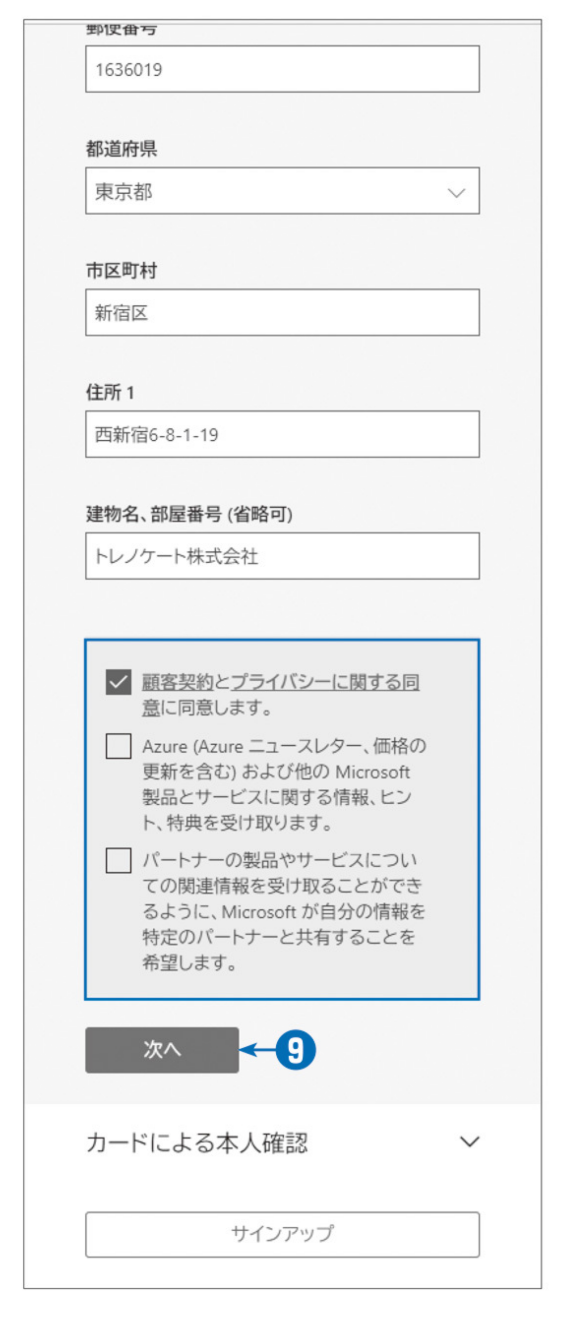 郵便番号
1636019
都道府県
東京都
市区町村
新宿区
住所 1
西新宿6-8-1-19
建物名、部屋番号 (省略可)
トレノケート株式会社
顧客契約とプライバシーに関する同
意に同意します。
Azure (Azure ニュースレター、価格の
更新を含む) および他の Microsoft
製品とサービスに関する情報、ヒン
ト、特典を受け取ります。
パートナーの製品やサービスについ
ての関連情報を受け取ることができ
るように、Microsoft が自分の情報を
特定のパートナーと共有することを
希望します。
次へ
9
カードによる本人確認
サインアップ